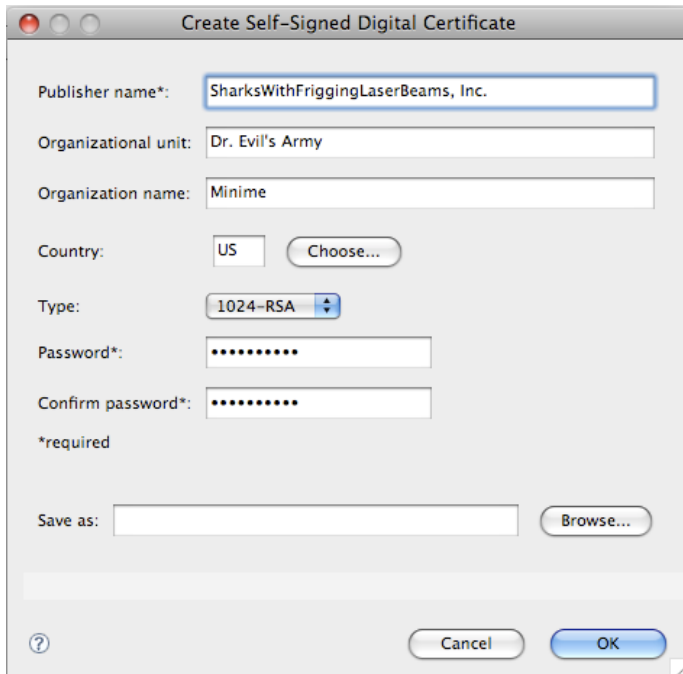 Create Self-Signed Digital Certificate
Publisher name*: SharksWithFriggingLaserBeams, Inc.
Organizational unit: Dr. Evil's Army
Organization name: Minime
Country: US Choose...
Type: 1024-RSA
Password*: ••••••••••
Confirm password*: ••••••••••
*required
Save as: Browse...
? Cancel OK